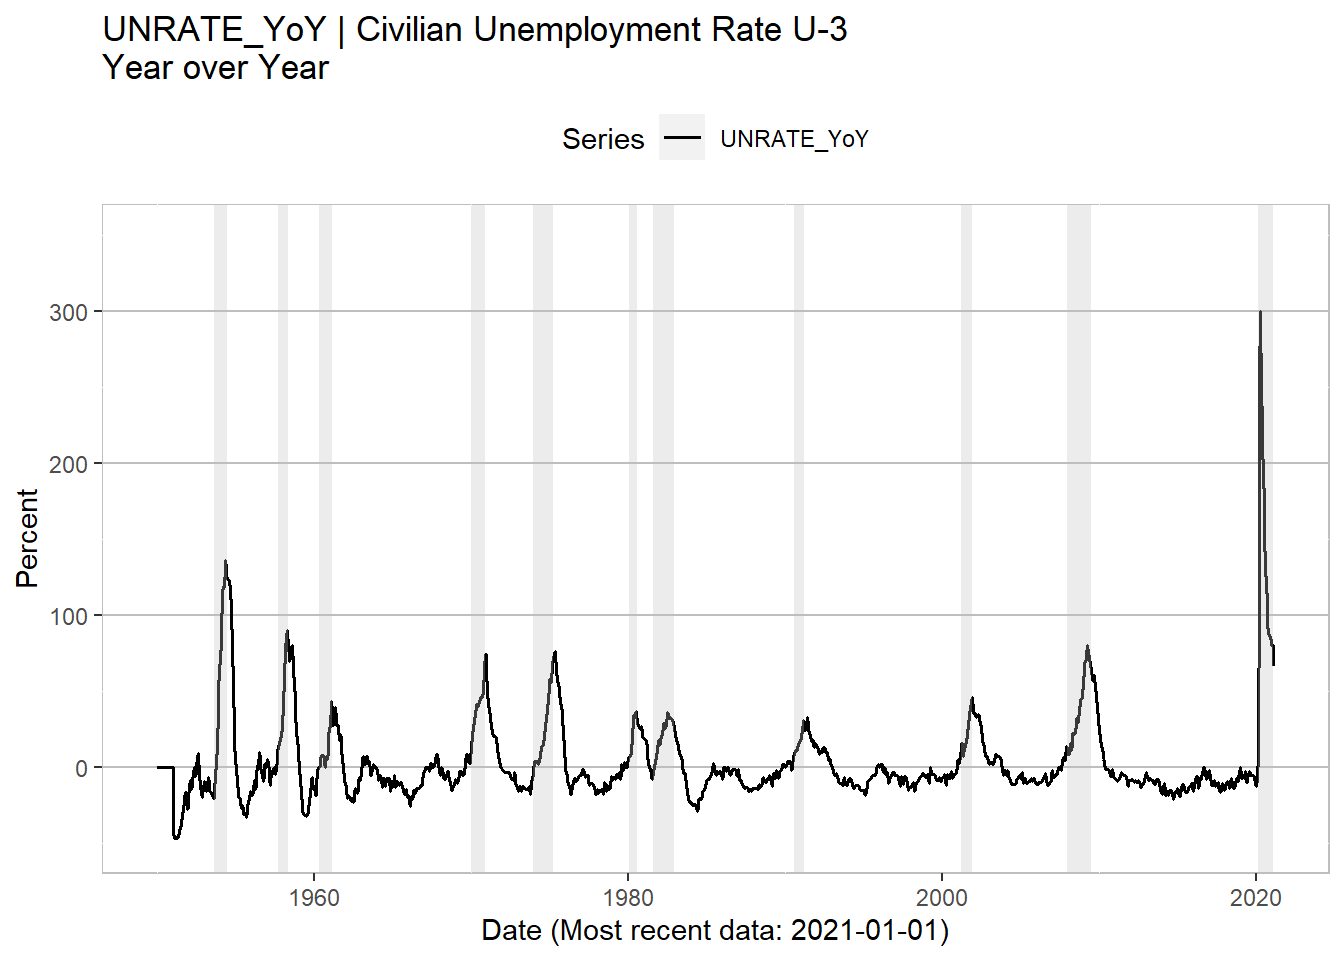 UNRATE_YoY | Civilian Unemployment Rate U-3
Year over Year
Series UNRATE_YoY
300
200
100
0
Percent
1960 1980 2000 2020
Date (Most recent data: 2021-01-01)